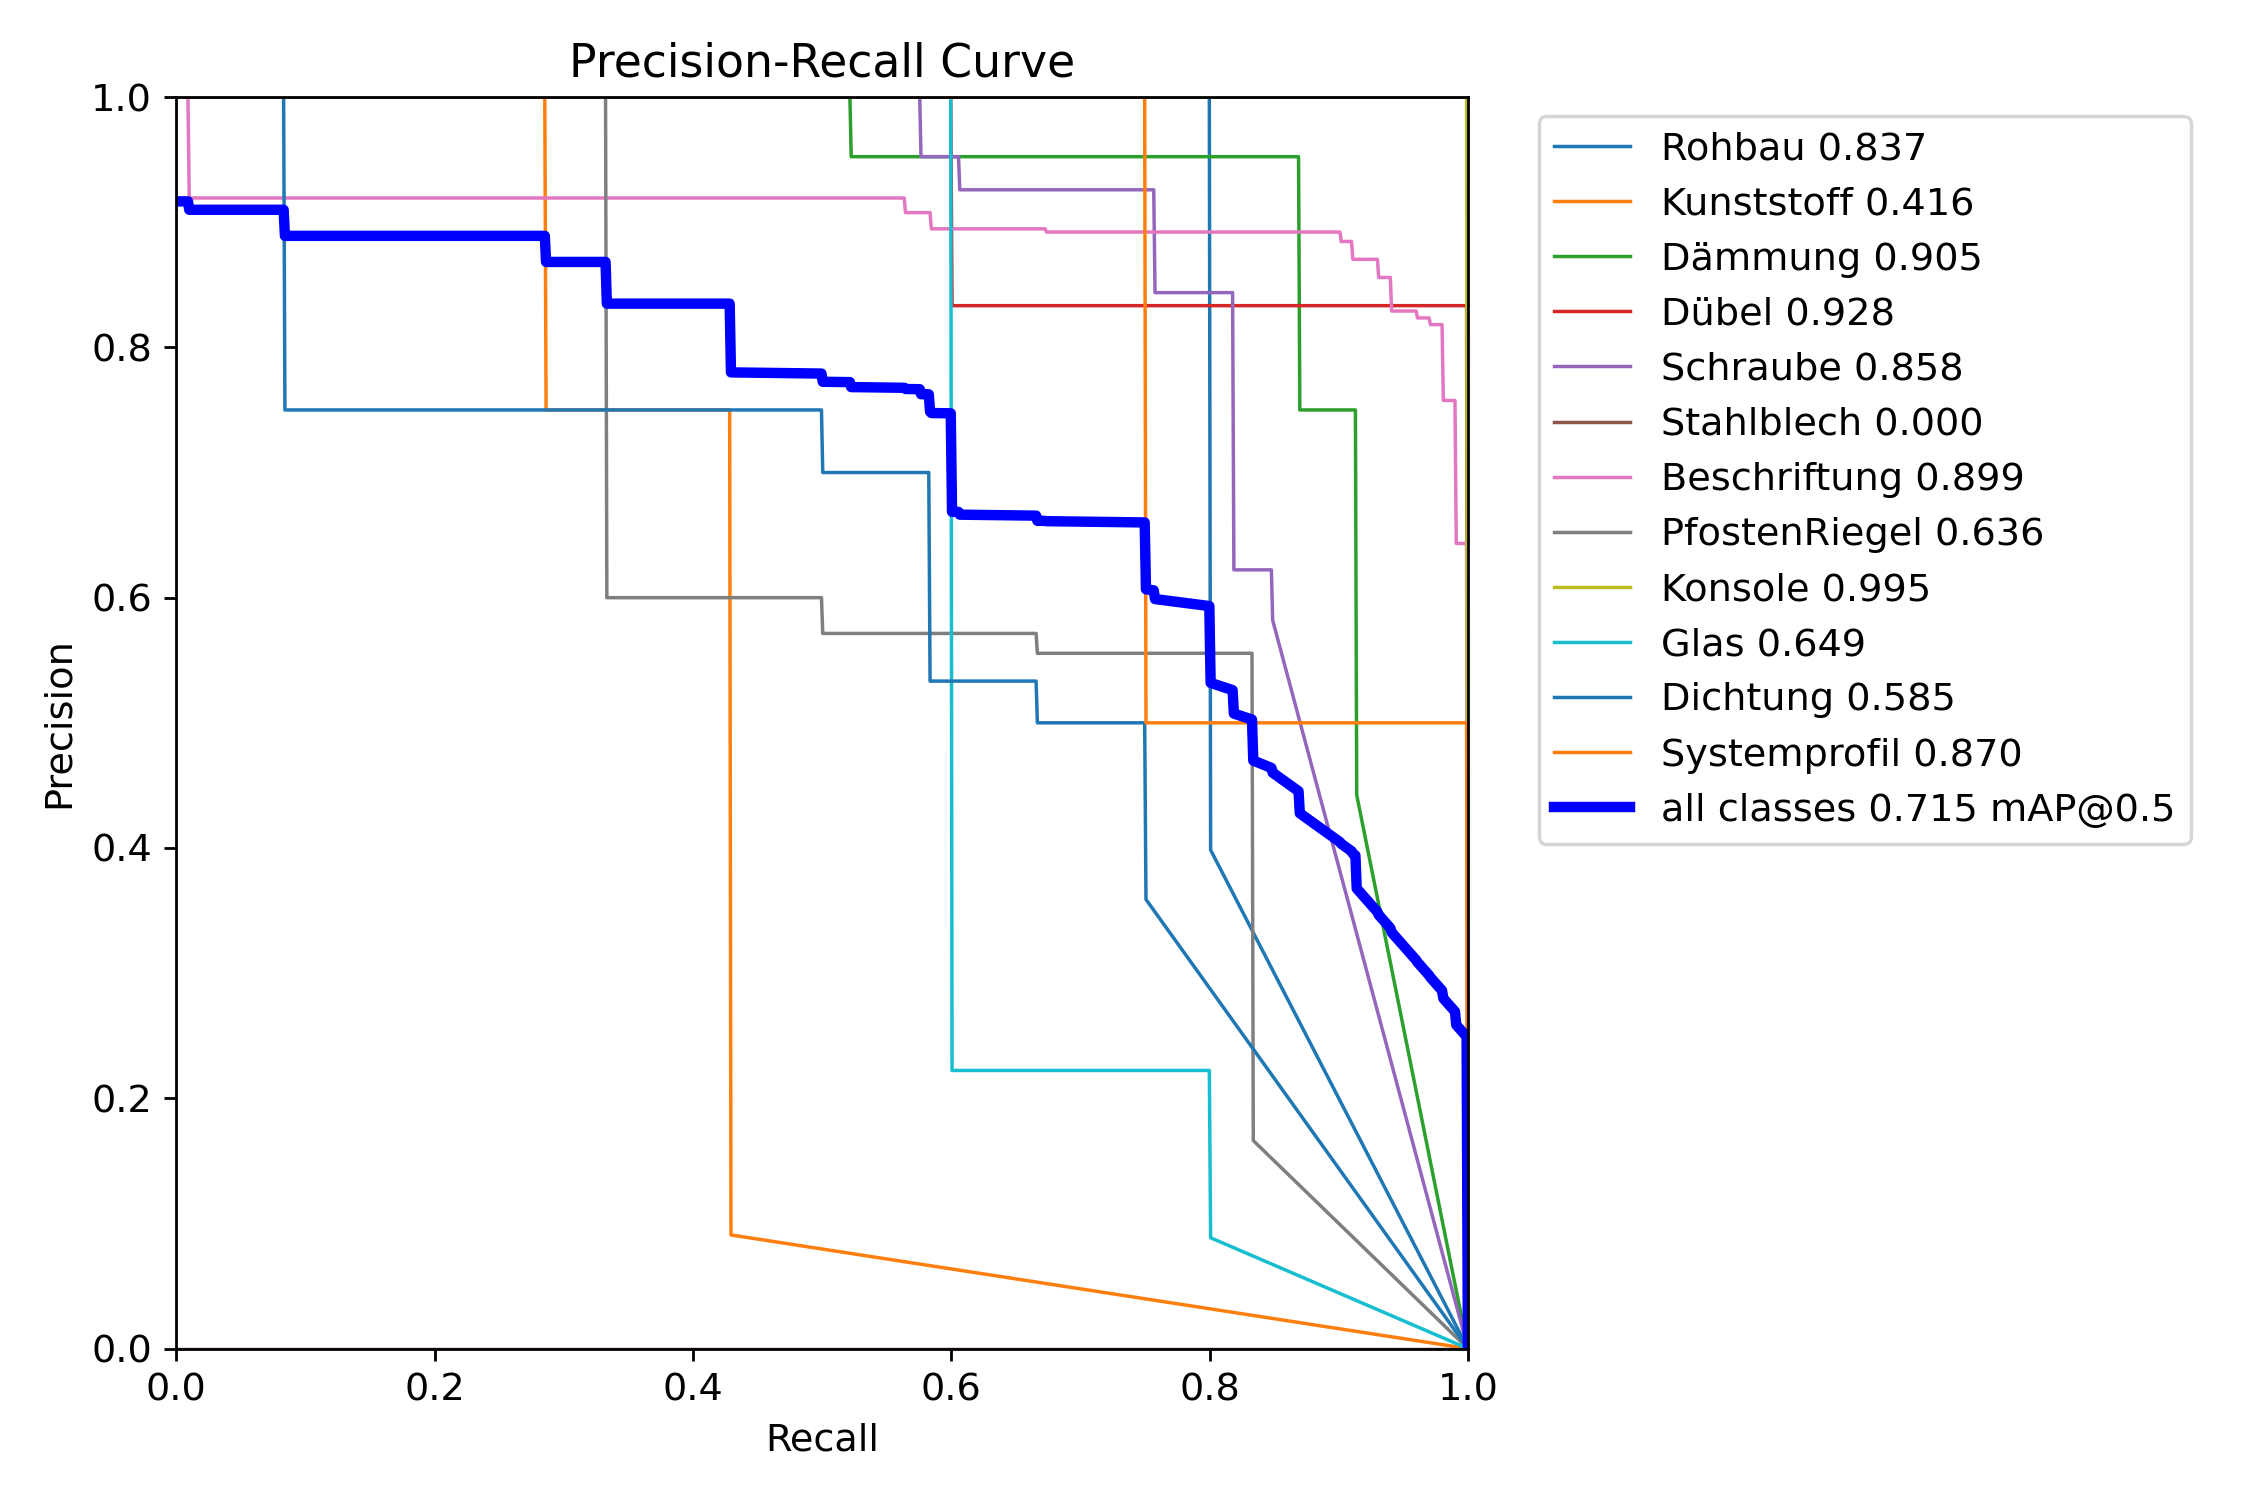 Precision-Recall Curve
1.0
0.8
0.6
0.4
0.2
0.0
Precision
0.0 0.2 0.4 0.6 0.8 1.0
Recall
Rohbau 0.837
Kunststoff 0.416
Dämmung 0.905
Dübel 0.928
Schraube 0.858
Stahlblech 0.000
Beschriftung 0.899
PfostenRiegel 0.636
Konsole 0.995
Glas 0.649
Dichtung 0.585
Systemprofil 0.870
all classes 0.715 mAP@0.5